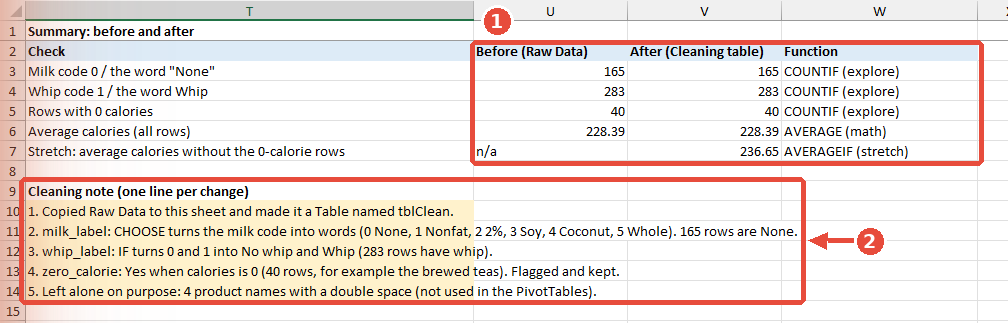 T U V W
1 Summary: before and after
2 Check Before (Raw Data) After (Cleaning table) Function
3 Milk code 0 / the word "None" 165 165 COUNTIF (explore)
4 Whip code 1 / the word Whip 283 283 COUNTIF (explore)
5 Rows with 0 calories 40 40 COUNTIF (explore)
6 Average calories (all rows) 228.39 228.39 AVERAGE (math)
7 Stretch: average calories without the 0-calorie rows n/a 236.65 AVERAGEIF (stretch)
8
9 Cleaning note (one line per change)
10 1. Copied Raw Data to this sheet and made it a Table named tblClean.
11 2. milk_label: CHOOSE turns the milk code into words (0 None, 1 Nonfat, 2 2%, 3 Soy, 4 Coconut, 5 Whole). 165 rows are None.
12 3. whip_label: IF turns 0 and 1 into No whip and Whip (283 rows have whip).
13 4. zero_calorie: Yes when calories is 0 (40 rows, for example the brewed teas). Flagged and kept.
14 5. Left alone on purpose: 4 product names with a double space (not used in the PivotTables).
15
1
2